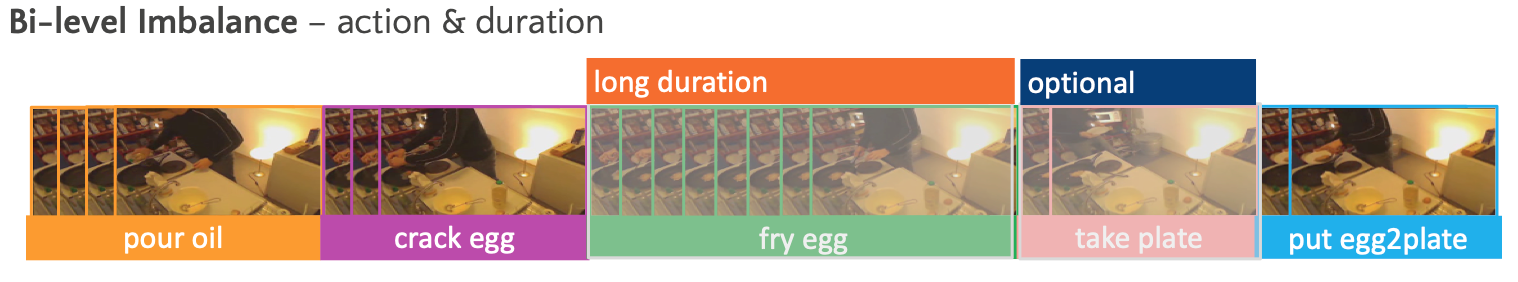 Bi-level Imbalance – action & duration
long duration
optional
pour oil
crack egg
fry egg
take plate
put egg2plate